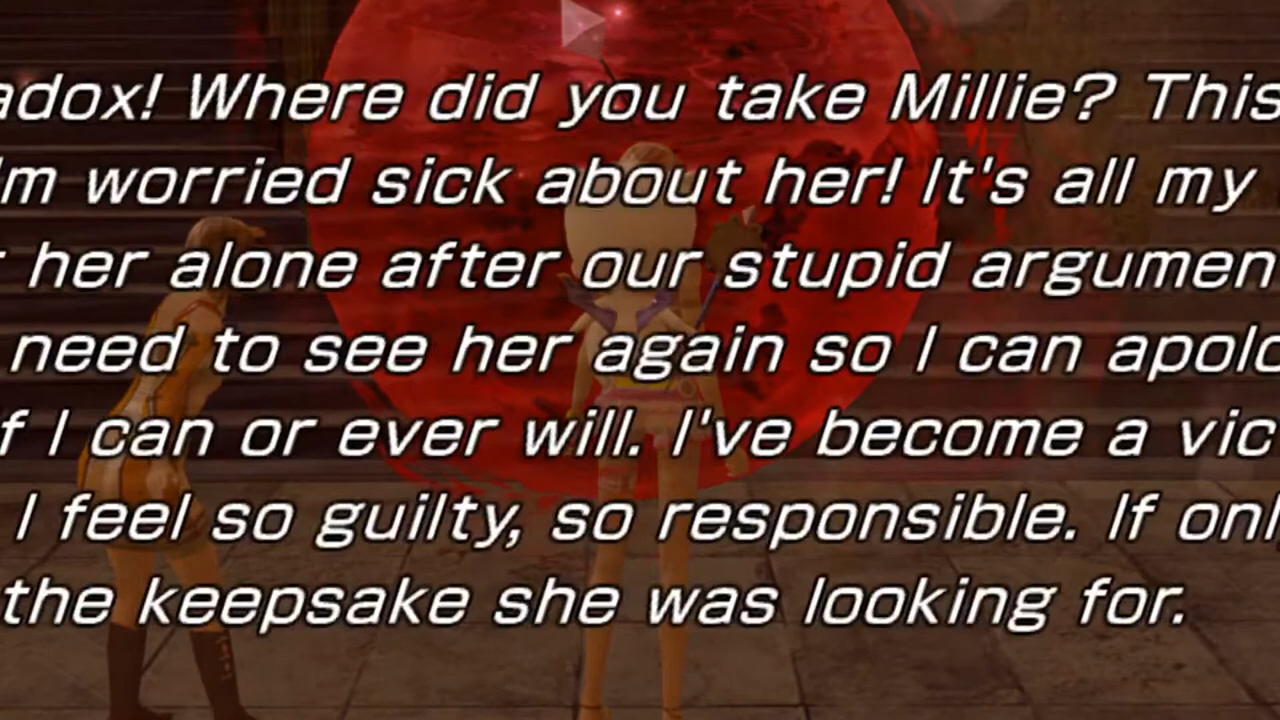 adox! Where did you take Millie? This
'm worried sick about her! It's all my
her alone after our stupid argumen
need to see her again so I can apolo
f I can or ever will. I've become a vic
I feel so guilty, so responsible. If onl
the keepsake she was looking for.